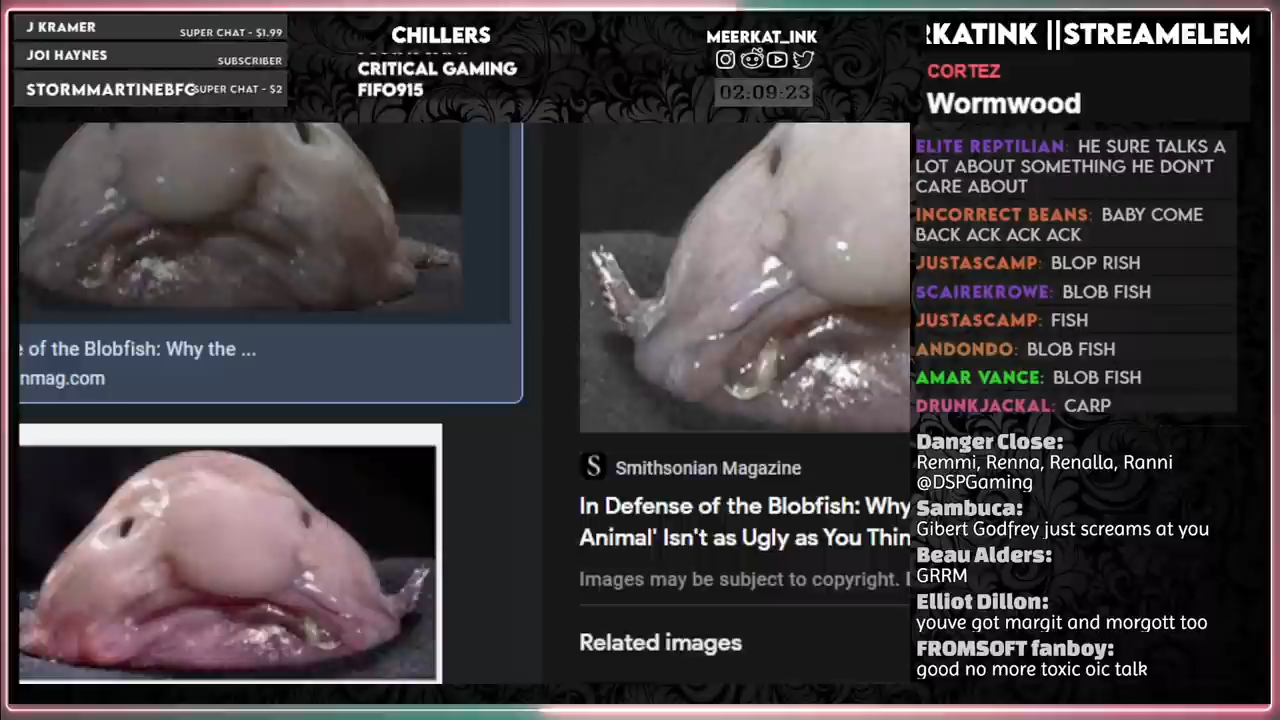 J KRAMER
SUPER CHAT - $1.99
JOI HAYNES
SUBSCRIBER
STORMMARTINEBFG
SUPER CHAT - $2
CHILLERS
CRITICAL GAMING
FIFO915
MEERKAT_INK
02:09:23
RKATINK ||STREAMELEM
CORTEZ
Wormwood
e of the Blobfish: Why the ...
nmag.com
S Smithsonian Magazine
In Defense of the Blobfish: Why
Animal' Isn't as Ugly as You Thin
Images may be subject to copyright.
Related images
ELITE REPTILIAN: HE SURE TALKS A
LOT ABOUT SOMETHING HE DON'T
CARE ABOUT
INCORRECT BEANS: BABY COME
BACK ACK ACK ACK
JUSTASCAMP: BLOP RISH
SCAIREKROWE: BLOB FISH
JUSTASCAMP: FISH
ANDONDO: BLOB FISH
AMAR VANCE: BLOB FISH
DRUNKJACKAL: CARP
Danger Close:
Remmi, Renna, Renalla, Ranni
@DSPGaming
Sambuca:
Gibert Godfrey just screams at you
Beau Alders:
GRRM
Elliot Dillon:
youve got margit and morgott too
FROMSOFT fanboy:
good no more toxic oic talk